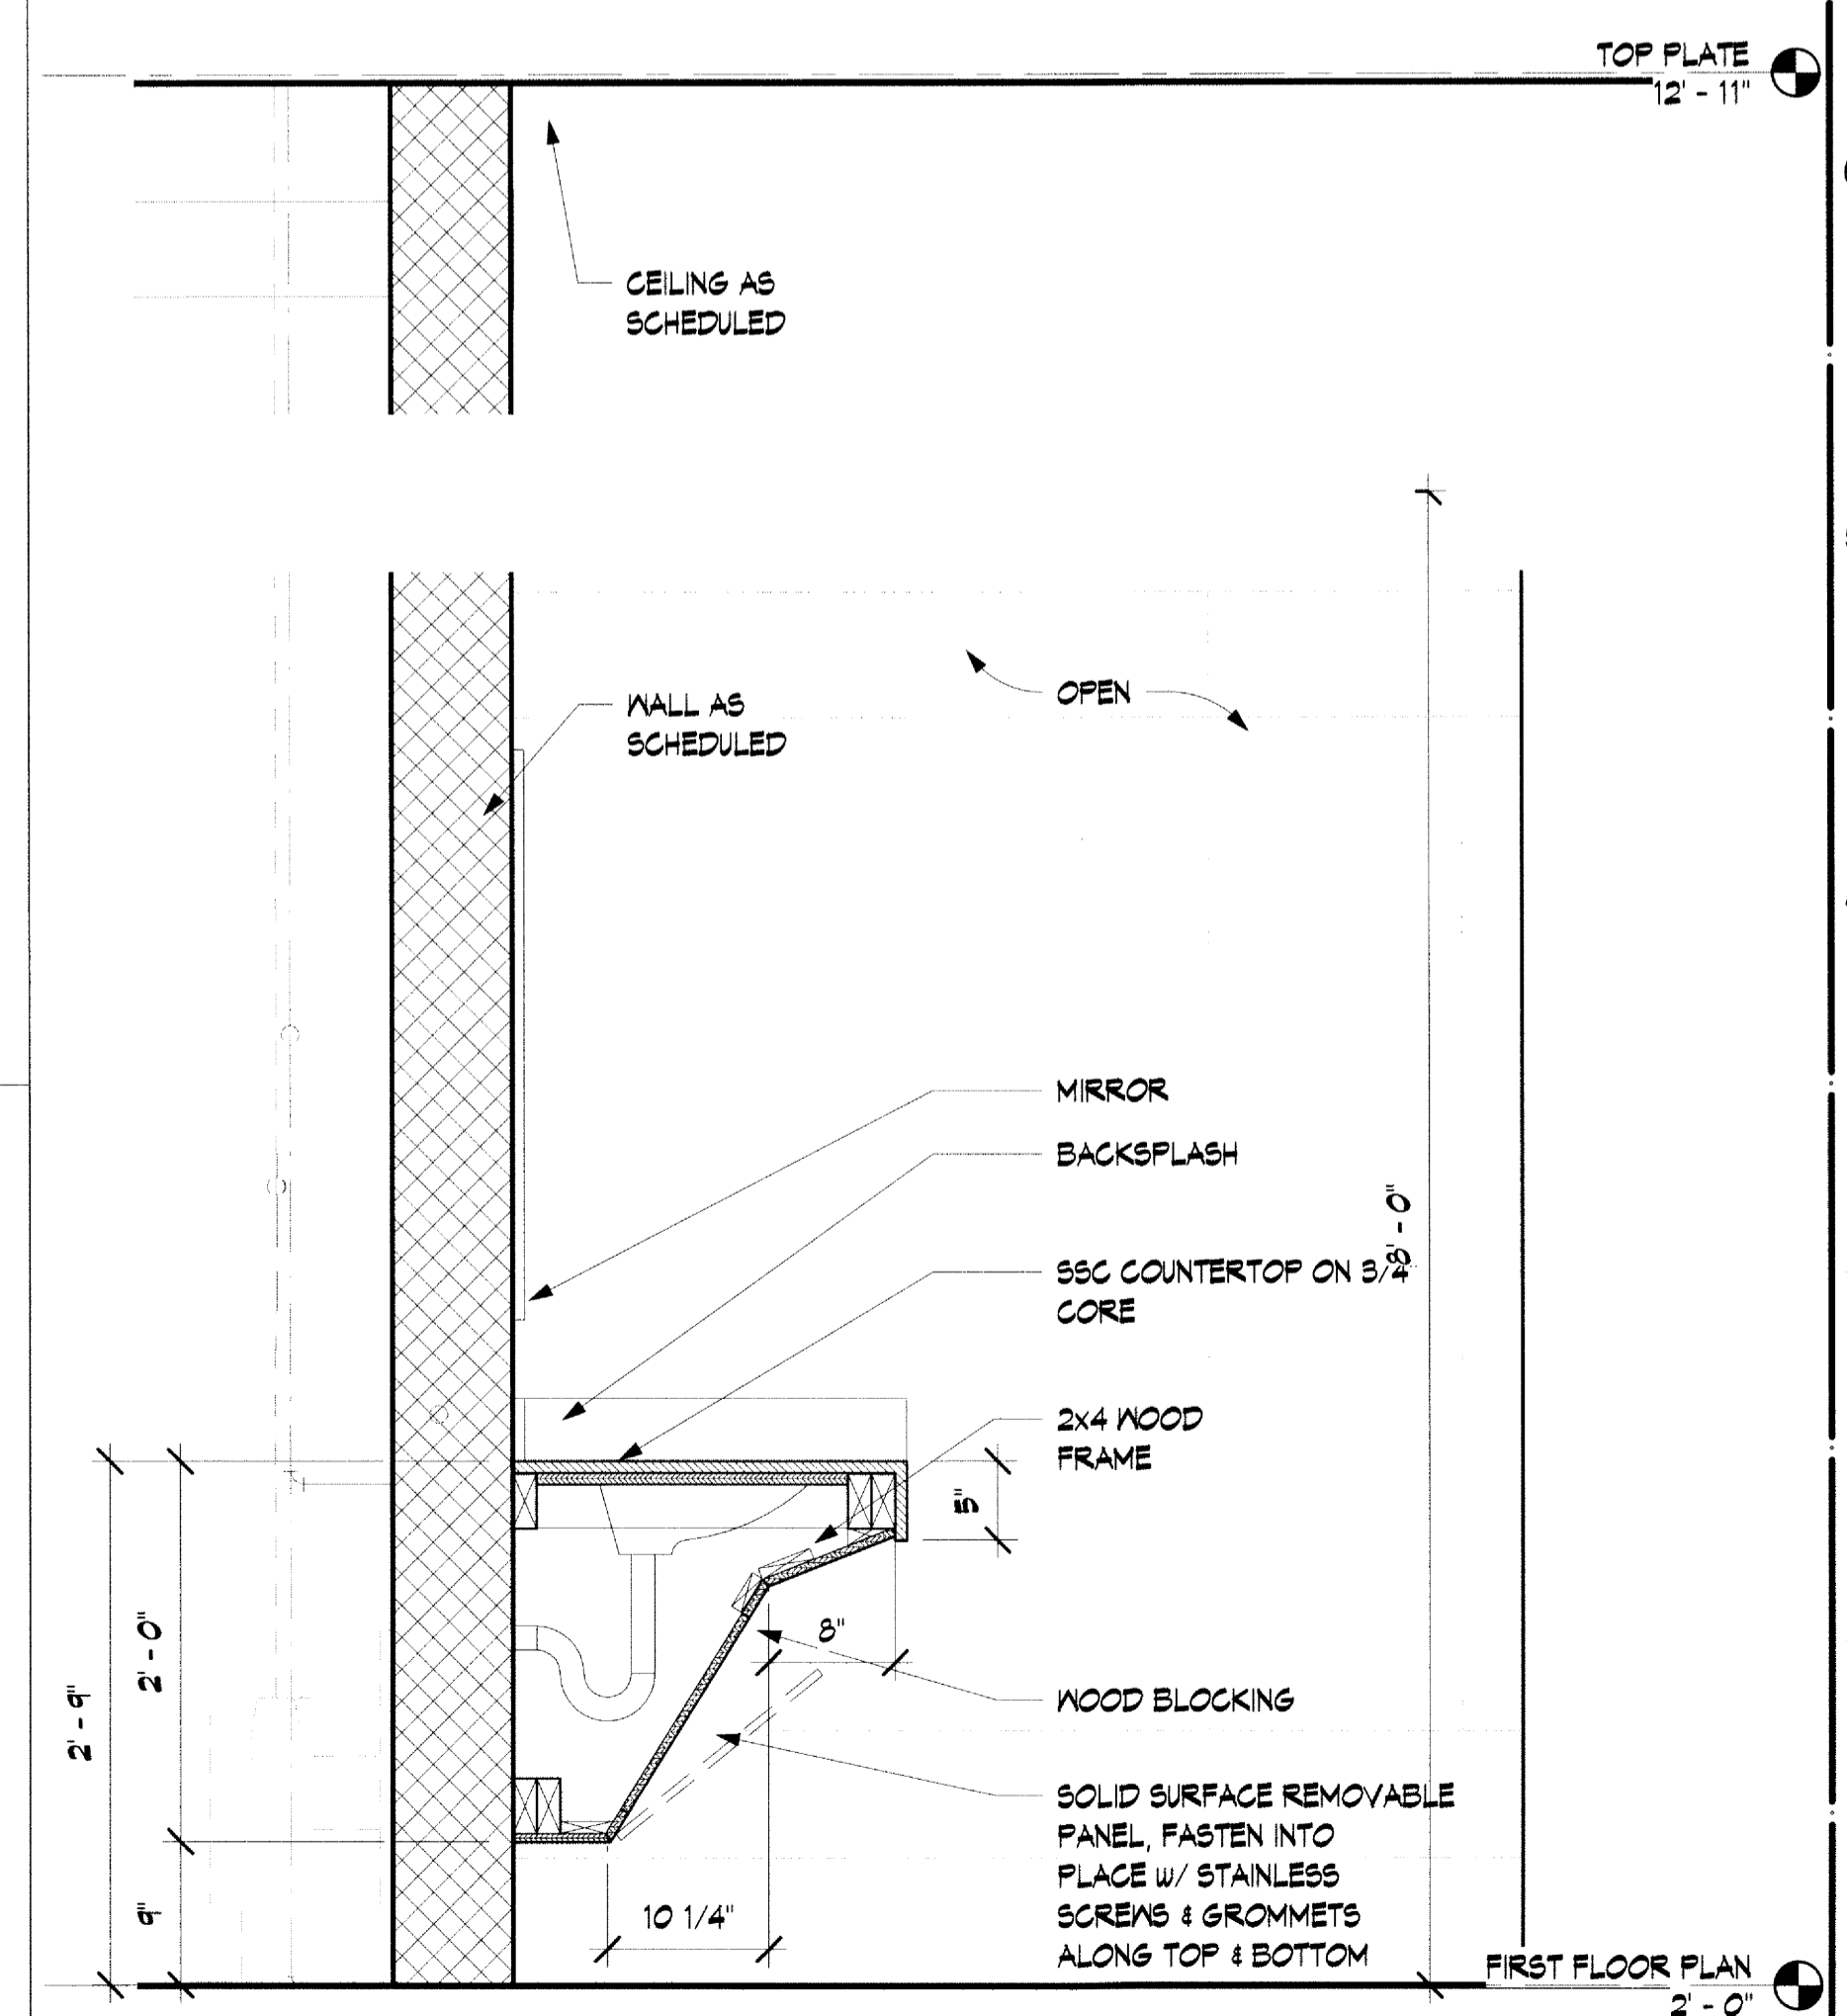 TOP PLATE
12' - 11"
CEILING AS
SCHEDULED
WALL AS
SCHEDULED
OPEN
MIRROR
BACKSPLASH
8' - 0"
SSC COUNTERTOP ON 3/4"
CORE
2x4 WOOD
FRAME
5"
2' - 0"
8"
2' - 9"
WOOD BLOCKING
SOLID SURFACE REMOVABLE
PANEL, FASTEN INTO
PLACE W/ STAINLESS
SCREWS & GROMMETS
ALONG TOP & BOTTOM
9"
10 1/4"
FIRST FLOOR PLAN
2' - 0"